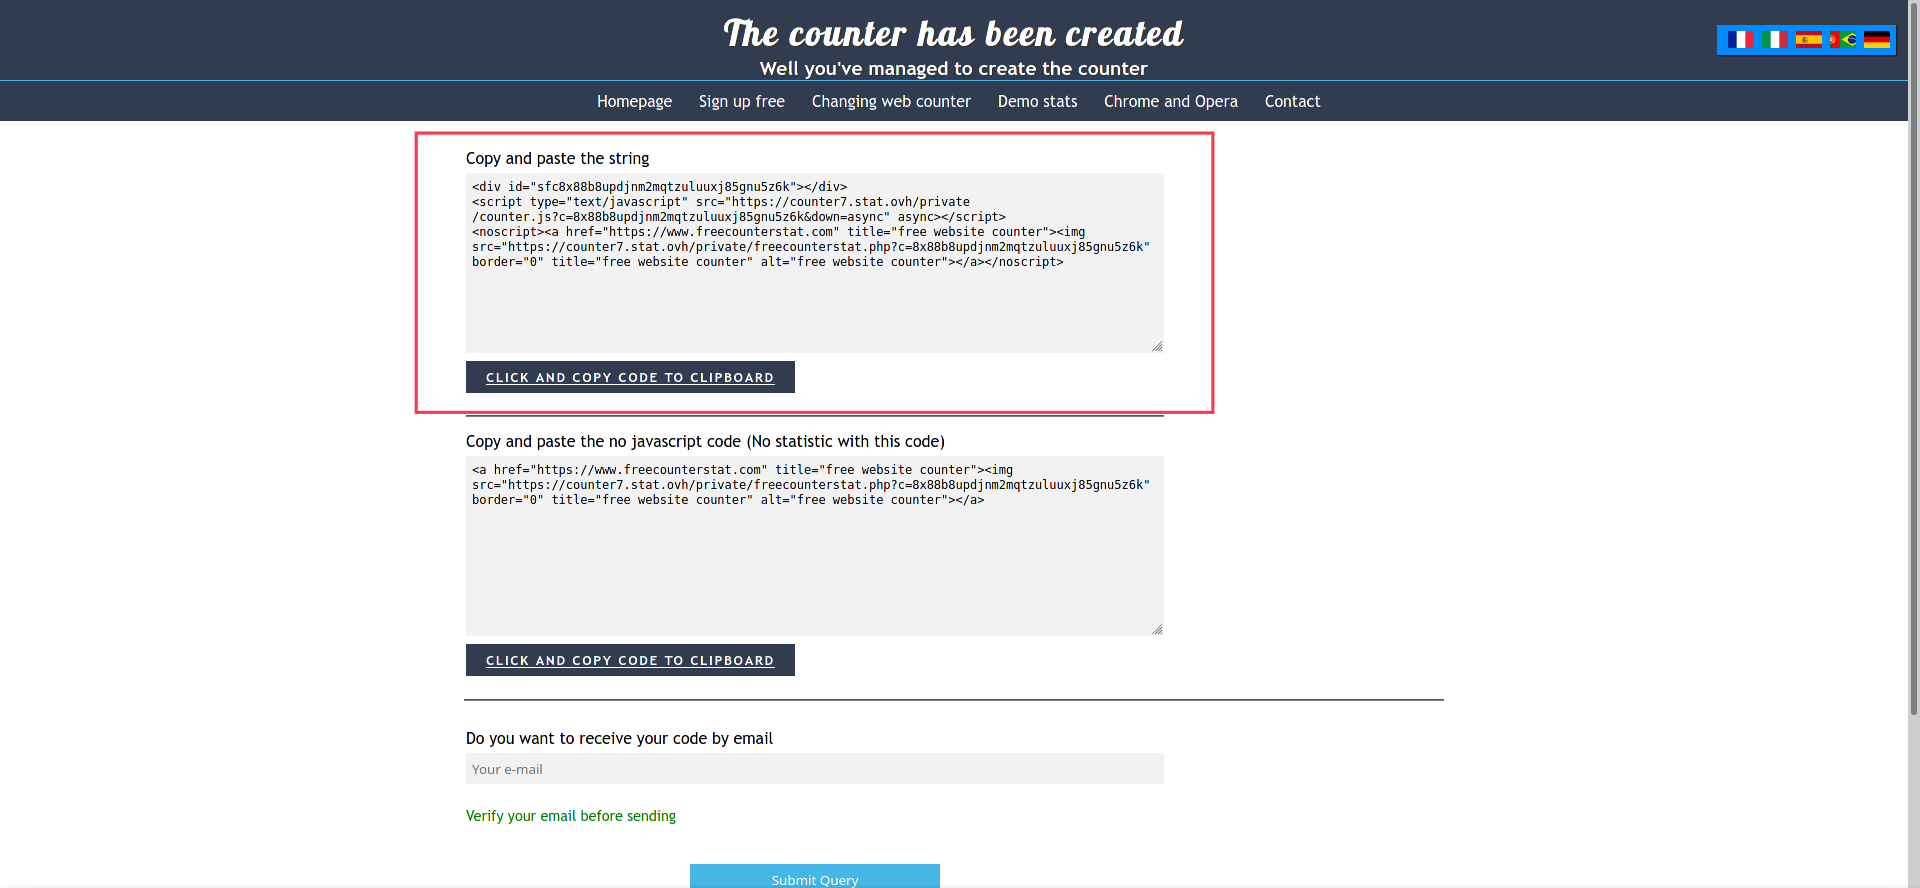 The counter has been created
Well you've managed to create the counter
Homepage Sign up free Changing web counter Demo stats Chrome and Opera Contact
Copy and paste the string
<div id="sfc8x88b8updjnm2mqtzuluuxj85gnu5z6k"></div>
<script type="text/javascript" src="https://counter7.stat.ovh/private
/counter.js?c=8x88b8updjnm2mqtzuluuxj85gnu5z6k&down=async" async></script>
<noscript><a href="https://www.freecounterstat.com" title="free website counter"><img
src="https://counter7.stat.ovh/private/freecounterstat.php?c=8x88b8updjnm2mqtzuluuxj85gnu5z6k"
border="0" title="free website counter" alt="free website counter"></a></noscript>
CLICK AND COPY CODE TO CLIPBOARD
Copy and paste the no javascript code (No statistic with this code)
<a href="https://www.freecounterstat.com" title="free website counter"><img
src="https://counter7.stat.ovh/private/freecounterstat.php?c=8x88b8updjnm2mqtzuluuxj85gnu5z6k"
border="0" title="free website counter" alt="free website counter"></a>
CLICK AND COPY CODE TO CLIPBOARD
Do you want to receive your code by email
Your e-mail
Verify your email before sending
Submit Query